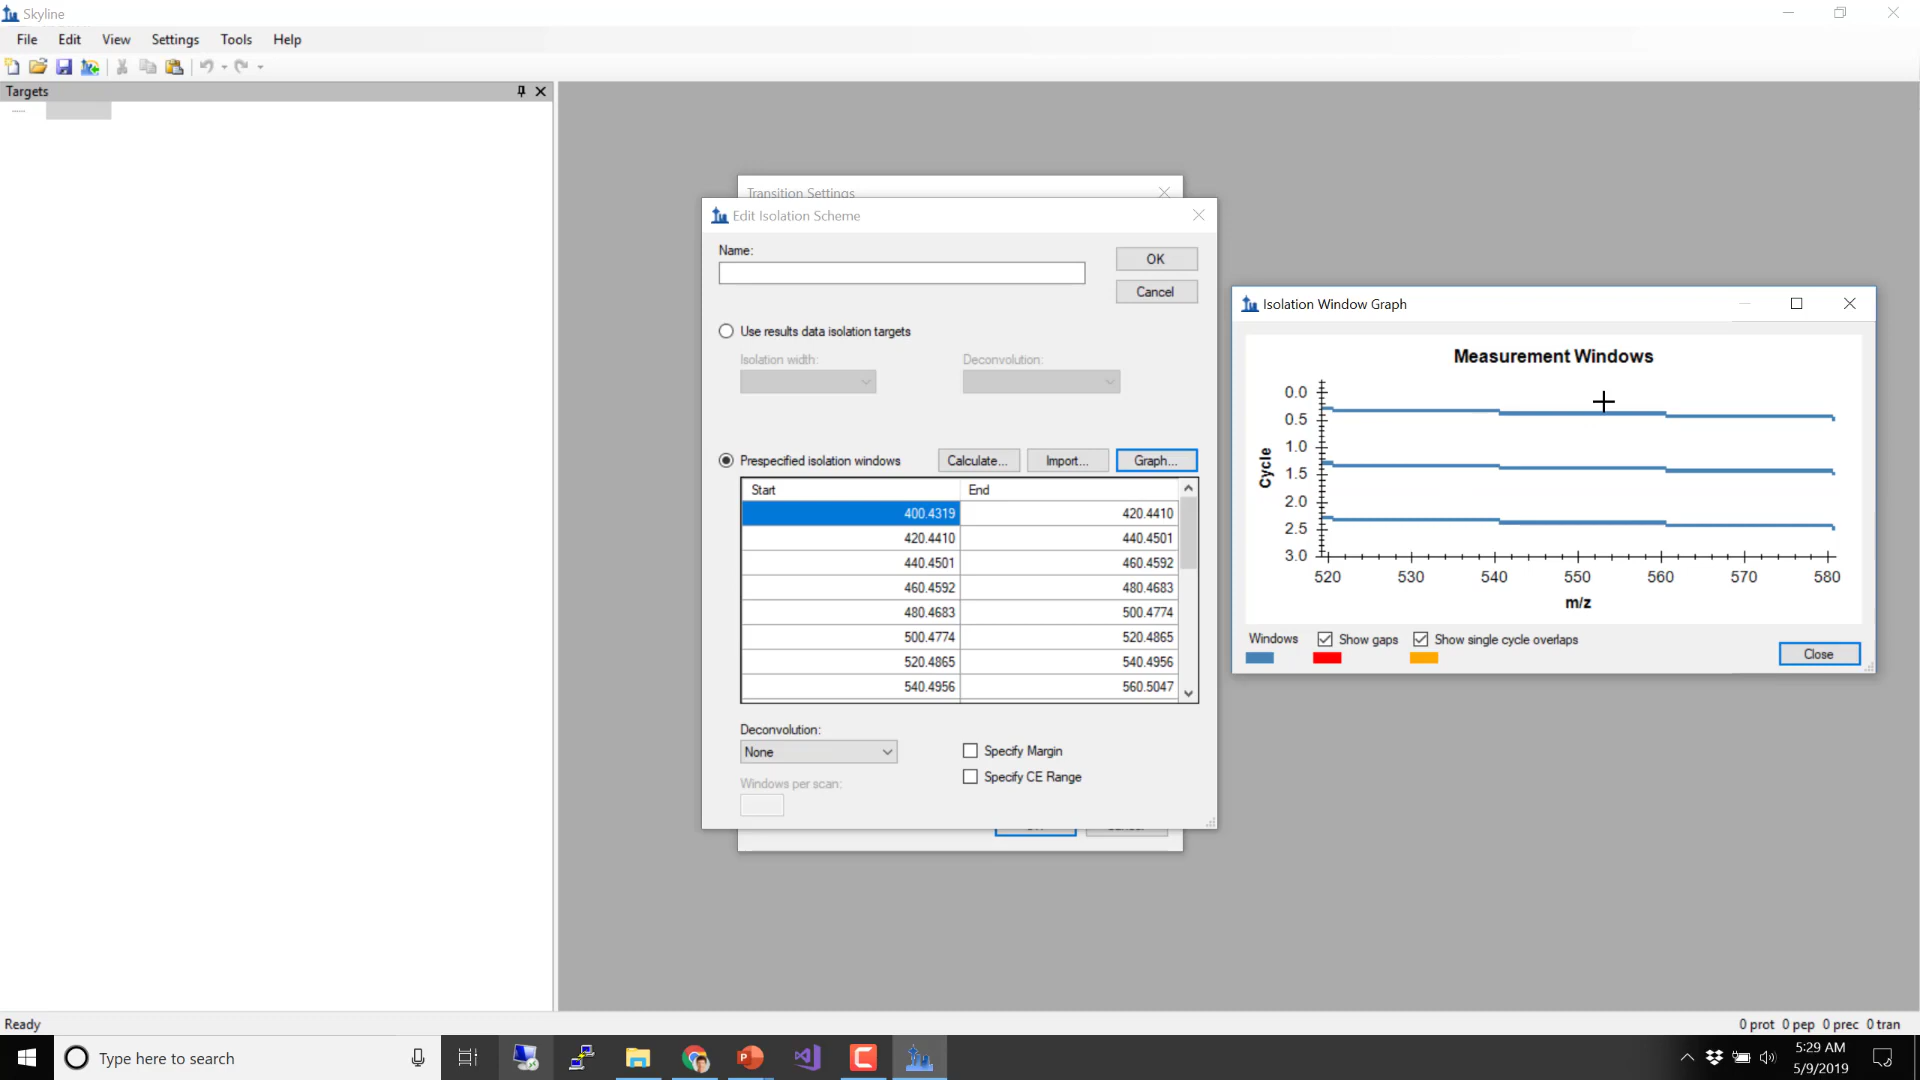 Skyline
File Edit View Settings Tools Help
Targets
Transition Settings
Edit Isolation Scheme
Name:
OK
Cancel
Use results data isolation targets
Isolation width:
Deconvolution:
Prespecified isolation windows
Calculate...
Import...
Graph...
Start End
400.4319 420.4410
420.4410 440.4501
440.4501 460.4592
460.4592 480.4683
480.4683 500.4774
500.4774 520.4865
520.4865 540.4956
540.4956 560.5047
Deconvolution:
None
Specify Margin
Specify CE Range
Windows per scan:
Isolation Window Graph
Measurement Windows
Cycle
0.0
0.5
1.0
1.5
2.0
2.5
3.0
520 530 540 550 560 570 580
m/z
Windows Show gaps Show single cycle overlaps
Close
Ready
0 prot 0 pep 0 prec 0 tran
Type here to search
5:29 AM
5/9/2019